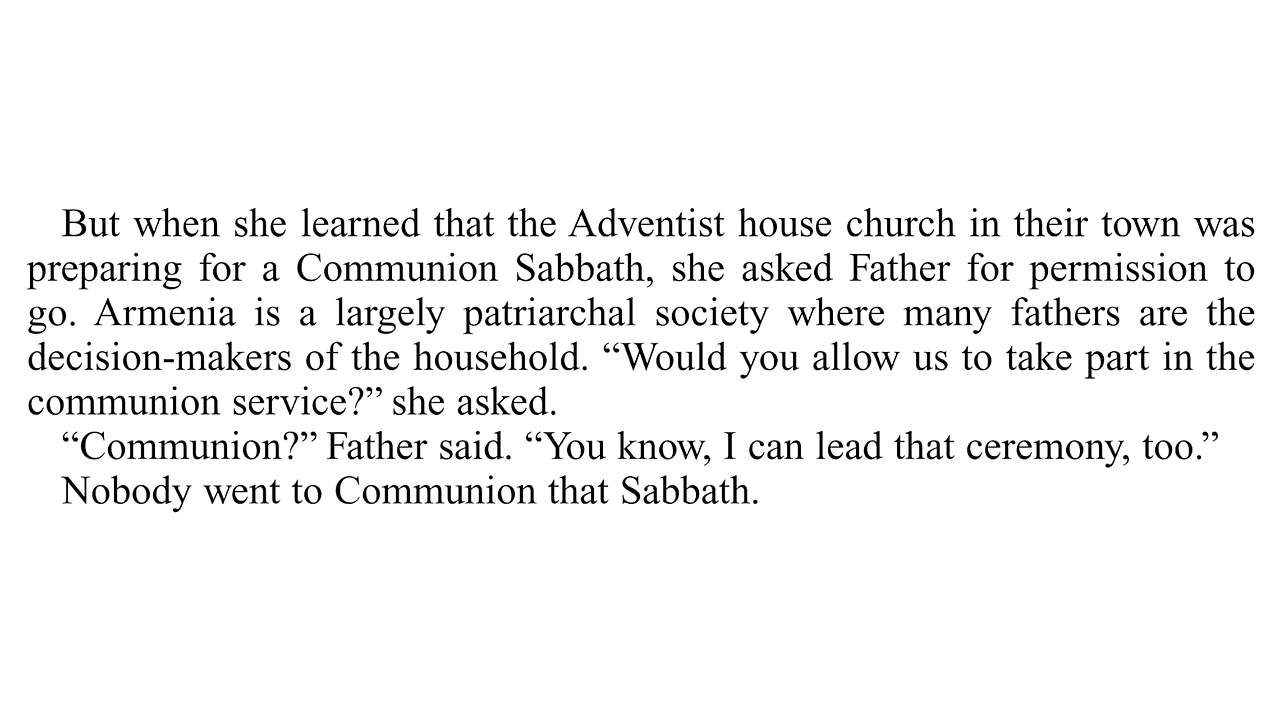 But when she learned that the Adventist house church in their town was
preparing for a Communion Sabbath, she asked Father for permission to
go. Armenia is a largely patriarchal society where many fathers are the
decision-makers of the household. “Would you allow us to take part in the
communion service?” she asked.
“Communion?” Father said. “You know, I can lead that ceremony, too.”
Nobody went to Communion that Sabbath.